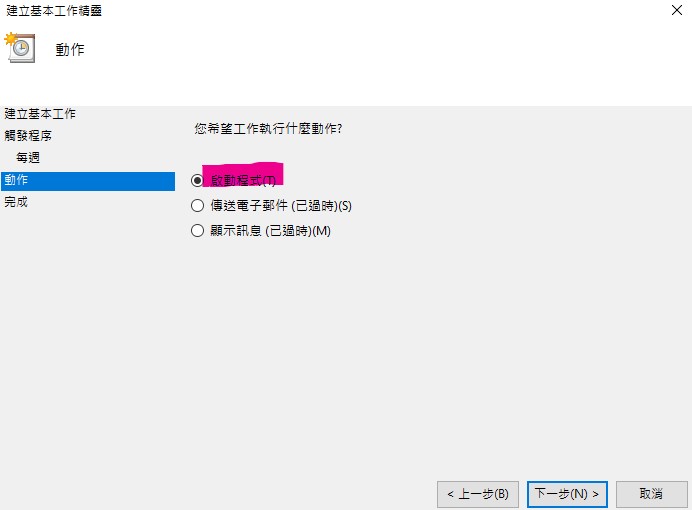 建立基本工作精靈
動作
建立基本工作
觸發程序
每週
動作
完成
您希望工作執行什麼動作?
啟動程式(T)
傳送電子郵件 (已過時)(S)
顯示訊息 (已過時)(M)
< 上一步(B)
下一步(N) >
取消